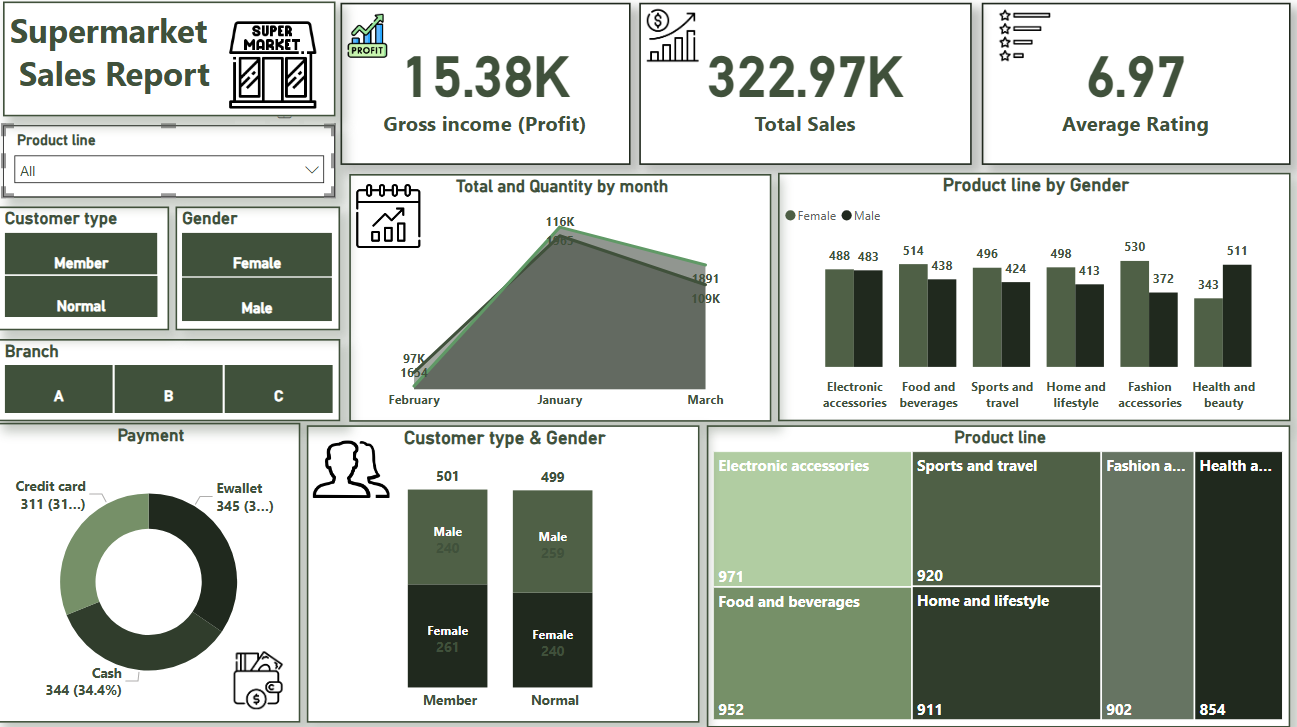 Supermarket
Sales Report
SUPER
MARKET
PROFIT
15.38K
Gross income (Profit)
322.97K
Total Sales
6.97
Average Rating
Product line
All
Customer type
Member
Normal
Gender
Female
Male
Branch
A
B
C
Total and Quantity by month
116K
1965
1891
109K
97K
1654
February
January
March
Product line by Gender
Female
Male
488
483
514
438
496
424
498
413
530
372
343
511
Electronic
accessories
Food and
beverages
Sports and
travel
Home and
lifestyle
Fashion
accessories
Health and
beauty
Payment
Credit card
311 (31...)
Ewallet
345 (3...)
Cash
344 (34.4%)
Customer type & Gender
501
Male
240
Female
261
Member
499
Male
259
Female
240
Normal
Product line
Electronic accessories
971
Food and beverages
952
Sports and travel
920
Home and lifestyle
911
Fashion a...
902
Health a...
854